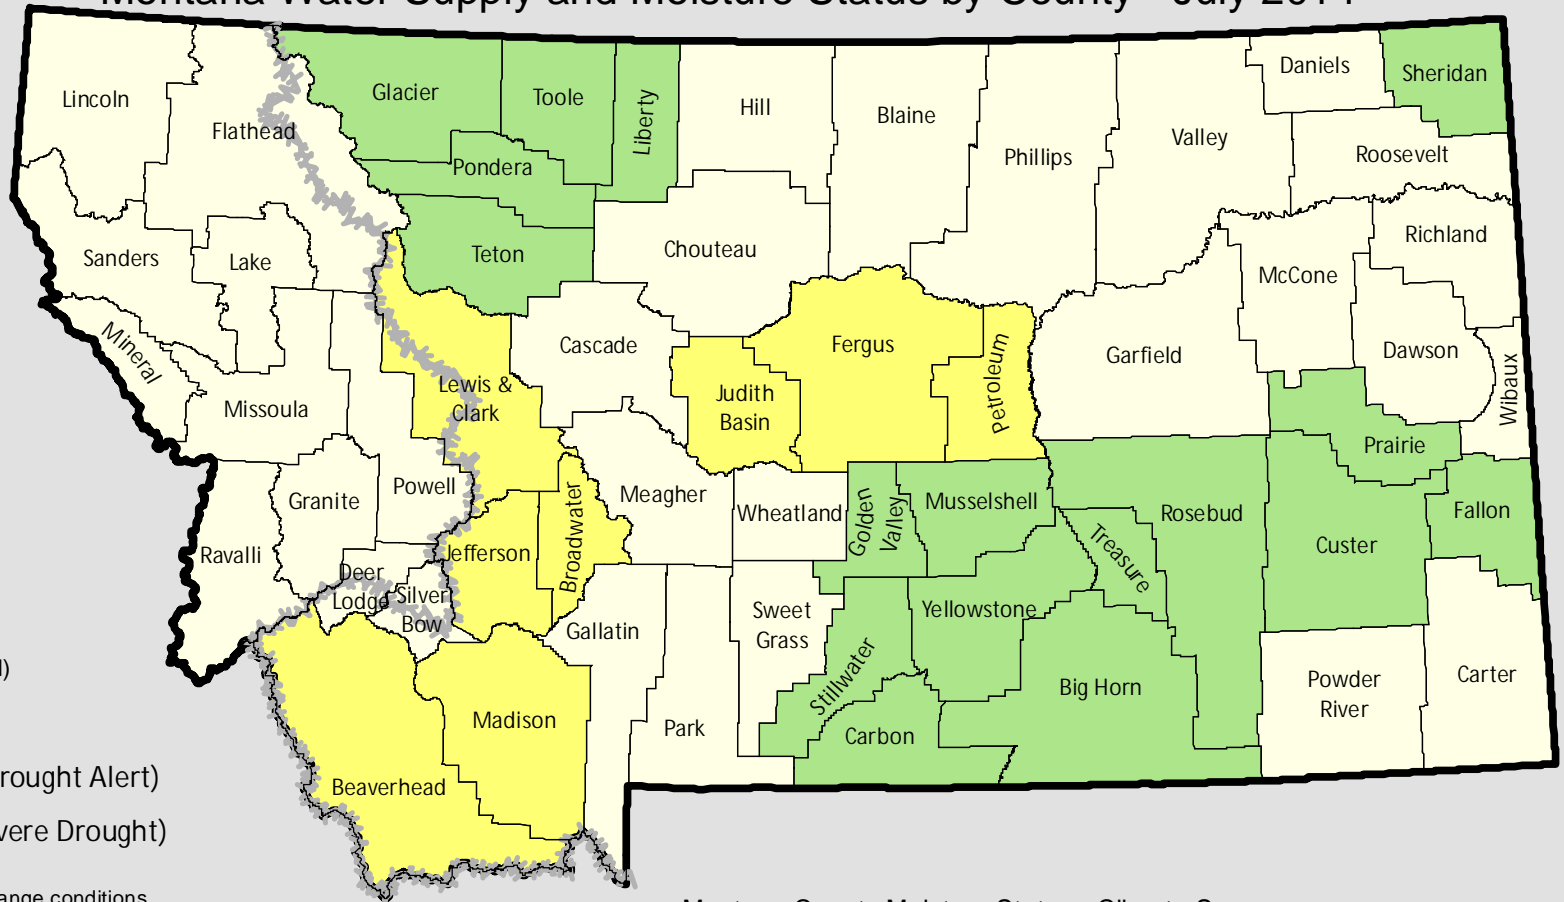 Lincoln
Flathead
Glacier
Toole
Liberty
Hill
Blaine
Phillips
Valley
Daniels
Sheridan
Roosevelt
Pondera
Teton
Chouteau
Sanders
Lake
Richland
McCone
Mineral
Missoula
Lewis &
Clark
Cascade
Judith
Basin
Fergus
Petroleum
Garfield
Dawson
Wibaux
Prairie
Powell
Granite
Ravalli
Meagher
Wheatland
Golden
Valley
Musselshell
Rosebud
Treasure
Custer
Fallon
Jefferson
Broadwater
Deer
Lodge
Silver
Bow
Gallatin
Sweet
Grass
Stillwater
Yellowstone
Big Horn
Powder
River
Carter
Madison
Park
Carbon
Beaverhead
rought Alert)
vere Drought)